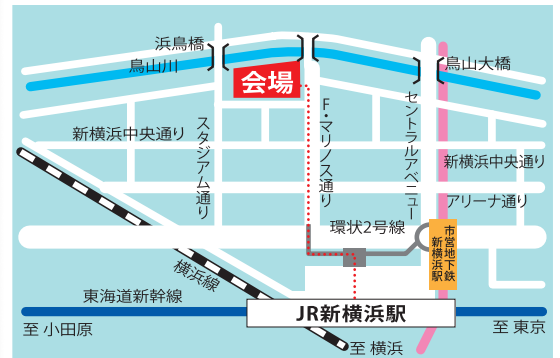 浜鳥橋
鳥山川
鳥山大橋
会場
セントラルアベニュー
F・マリノス通り
スタジアム通り
新横浜中央通り
新横浜中央通り
アリーナ通り
環状2号線
市営地下鉄
新横浜駅
横浜線
東海道新幹線
JR新横浜駅
至 小田原
至 東京
至 横浜